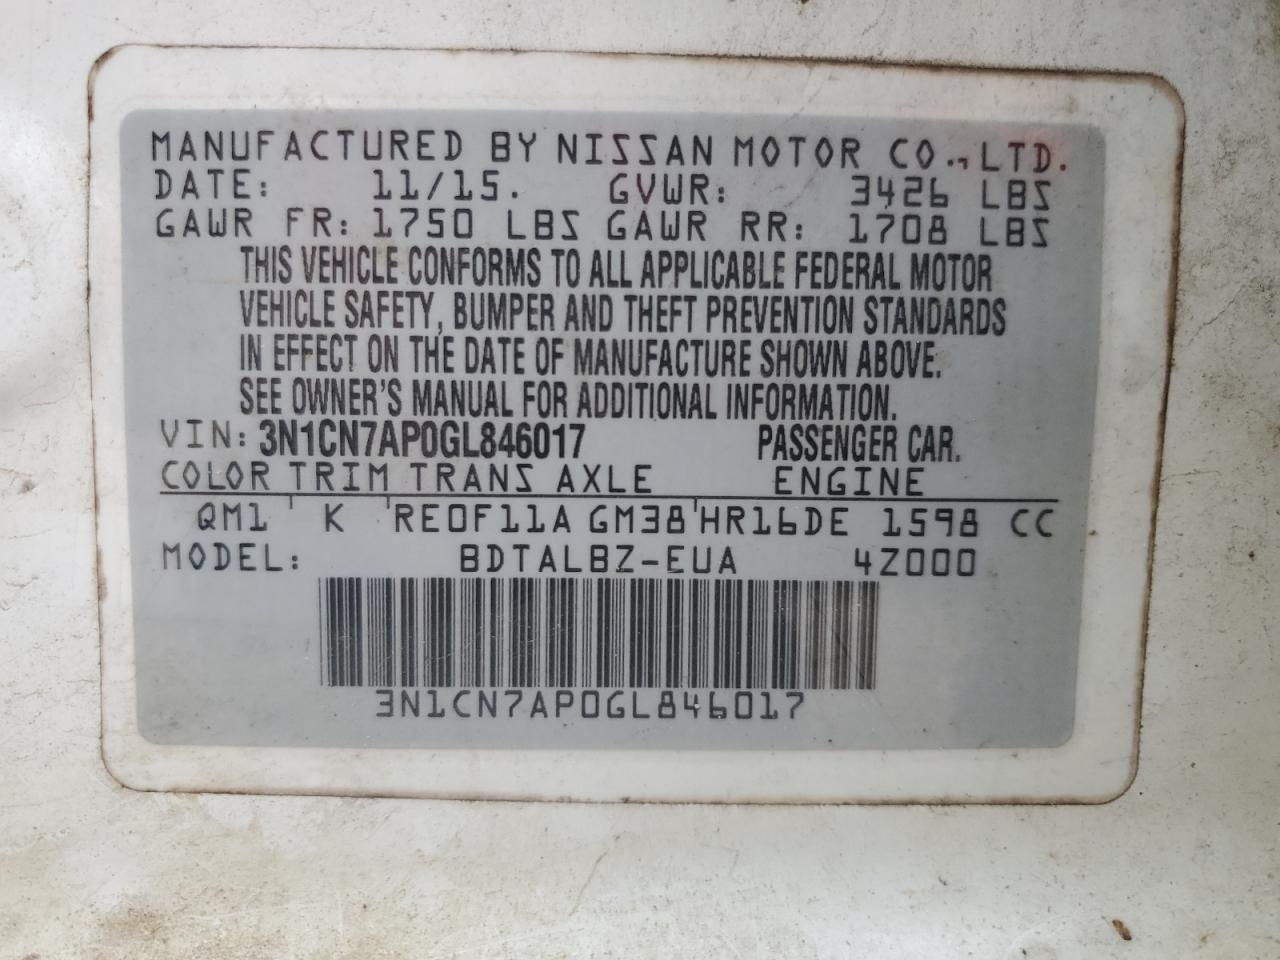 MANUFACTURED BY NISSAN MOTOR CO., LTD.
DATE: 11/15. GVWR: 3426 LBS
GAWR FR: 1750 LBS GAWR RR: 1708 LBS
THIS VEHICLE CONFORMS TO ALL APPLICABLE FEDERAL MOTOR
VEHICLE SAFETY, BUMPER AND THEFT PREVENTION STANDARDS
IN EFFECT ON THE DATE OF MANUFACTURE SHOWN ABOVE.
SEE OWNER'S MANUAL FOR ADDITIONAL INFORMATION.
VIN: 3N1CN7AP0GL846017 PASSENGER CAR.
COLOR TRIM TRANS AXLE ENGINE
QM1 K RE0F11A GM38 HR16DE 1598 CC
MODEL: BDTALBZ-EUA 4Z000
3N1CN7AP0GL846017